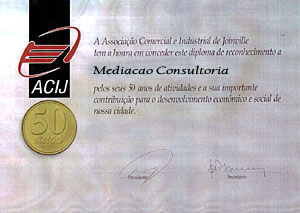 A Associação Comercial e Industrial de Joinville
tem a honra em conceder este diploma de reconhecimento a
Mediacao Consultoria
pelos seus 50 anos de atividades e a sua importante
contribuição para o desenvolvimento econômico e social de
nossa cidade.
ACIJ
50
Presidente
Secretário